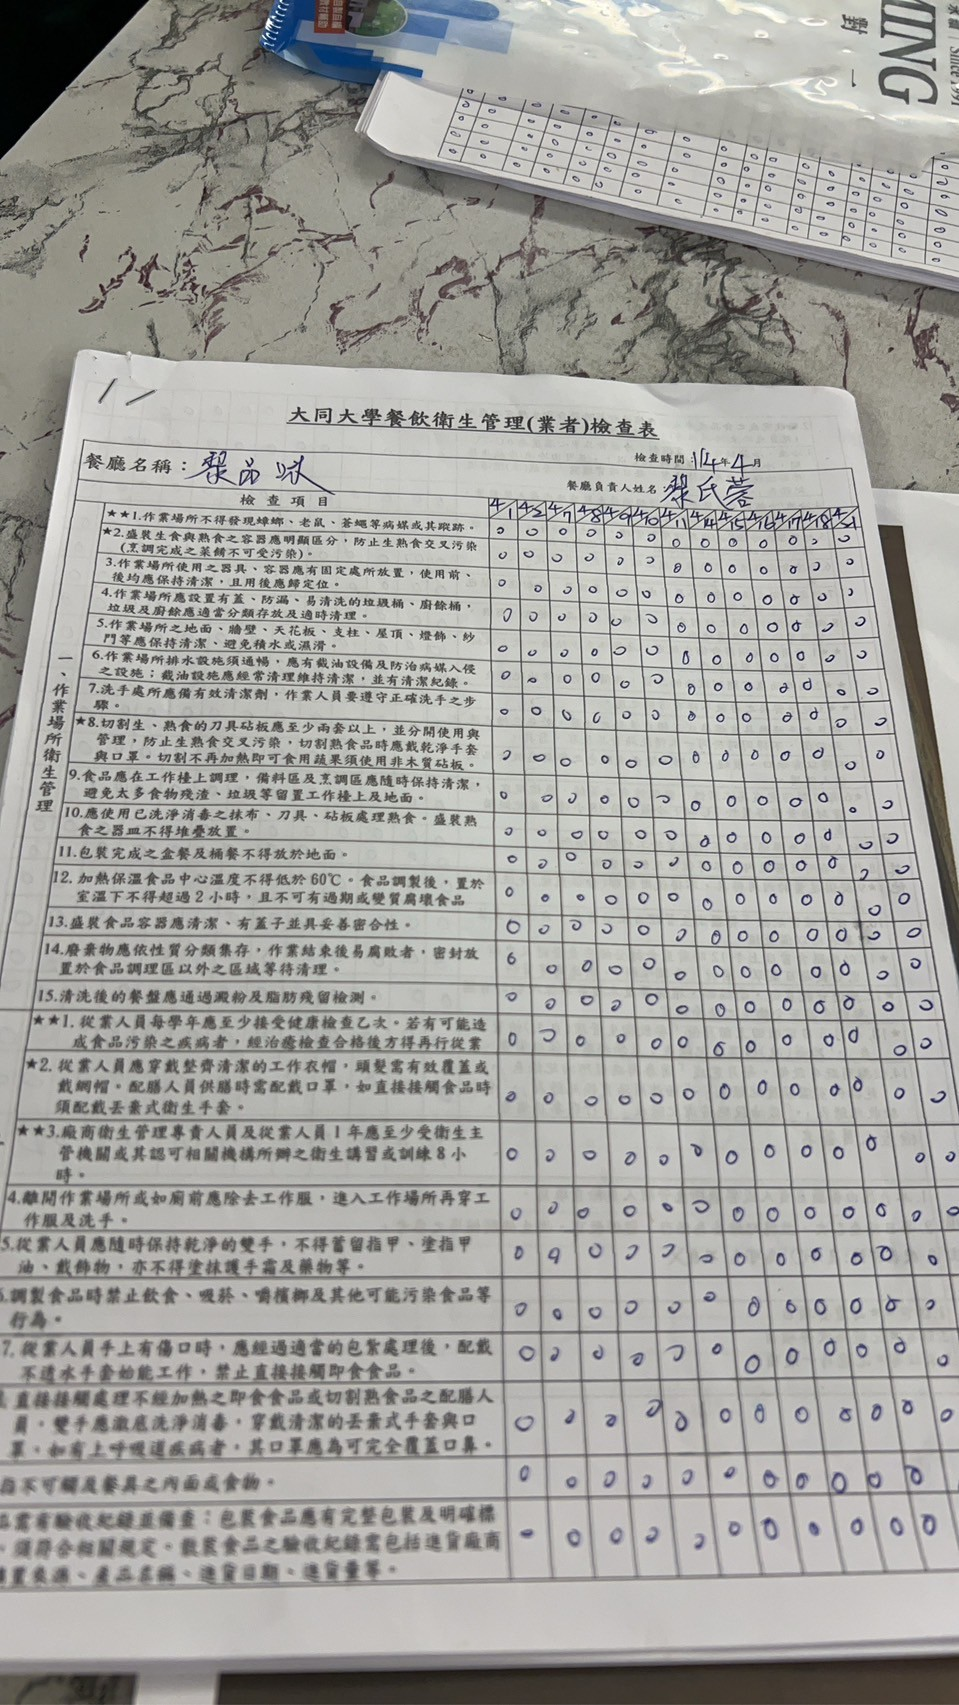 MING
對一
Since 1991
大同大學餐飲衛生管理(業者)檢查表
檢查時間:114年4月
餐廳名稱：黎品
餐廳負責人姓名：黎氏蓉
檢查項目 4/1 4/2 4/7 4/8 4/9 4/10 4/11 4/14 4/15 4/16 4/17 4/18 4/21
一、作業場所衛生管理
★★1.作業場所不得發現蟑螂、老鼠、蒼蠅等病媒或其蹤跡。
★2.盛裝生食與熟食之容器應明顯區分，防止生熟食交叉污染
(烹調完成之菜餚不可受污染)。
3.作業場所使用之器具、容器應有固定處所放置，使用前、
後均應保持清潔，且用後應歸定位。
4.作業場所應設置有蓋、防漏、易清洗的垃圾桶、廚餘桶，
垃圾及廚餘應適當分類存放及適時清理。
5.作業場所之地面、牆壁、天花板、支柱、屋頂、燈飾、紗
門等應保持清潔、避免積水或濕滑。
6.作業場所排水設施須通暢，應有截油設備及防治病媒入侵
之設施；截油設施應經常清理維持清潔，並有清潔紀錄。
7.洗手處所應備有效清潔劑，作業人員要遵守正確洗手之步
驟。
★8.切割生、熟食的刀具砧板應至少兩套以上，並分開使用與
管理，防止生熟食交叉污染，切割熟食品時應戴乾淨手套
與口罩。切割不再加熱即可食用蔬果須使用非木質砧板。
9.食品應在工作檯上調理，備料區及烹調區應隨時保持清潔，
避免太多食物殘渣、垃圾等留置工作檯上及地面。
10.應使用已洗淨消毒之抹布、刀具、砧板處理熟食。盛裝熟
食之器皿不得堆疊放置。
11.包裝完成之盒餐及桶餐不得放於地面。
12.加熱保溫食品中心溫度不得低於60℃。食品調製後，置於
室溫下不得超過2小時，且不可有過期或變質腐壞食品
13.盛裝食品容器應清潔、有蓋子並具妥善密合性。
14.廢棄物應依性質分類集存，作業結束後易腐敗者，密封放
置於食品調理區以外之區域等待清理。
15.清洗後的餐盤應通過澱粉及脂肪殘留檢測。
★★1.從業人員每學年應至少接受健康檢查乙次。若有可能造
成食品污染之疾病者，經治療檢查合格後方得再行從業
★2.從業人員應穿戴整齊清潔的工作衣帽，頭髮需有效覆蓋或
戴網帽。配膳人員供膳時需配戴口罩，如直接接觸食品時
須配戴丟棄式衛生手套。
★★3.廠商衛生管理專責人員及從業人員1年應至少受衛生主
管機關或其認可相關機構所辦之衛生講習或訓練8小
時。
4.離開作業場所或如廁前應除去工作服，進入工作場所再穿工
作服及洗手。
5.從業人員應隨時保持乾淨的雙手，不得蓄留指甲、塗指甲
油、戴飾物，亦不得塗抹護手霜及藥物等。
.調製食品時禁止飲食、吸菸、嚼檳榔及其他可能污染食品等
行為。
7.從業人員手上有傷口時，應經過適當的包紮處理後，配戴
不透水手套始能工作，禁止直接接觸即食食品。
直接接觸處理不經加熱之即食食品或切割熟食品之配膳人
員，雙手應澈底洗淨消毒，穿戴清潔的丟棄式手套與口
罩。如有上呼吸道疾病者，其口罩應為可完全覆蓋口鼻。
指不可觸及餐具之內面或食物。
品需有驗收紀錄並備查：包裝食品應有完整包裝及明確標
，須符合相關規定。散裝食品之驗收紀錄需包括進貨廠商
來源、產品名稱、進貨日期、進貨量等。